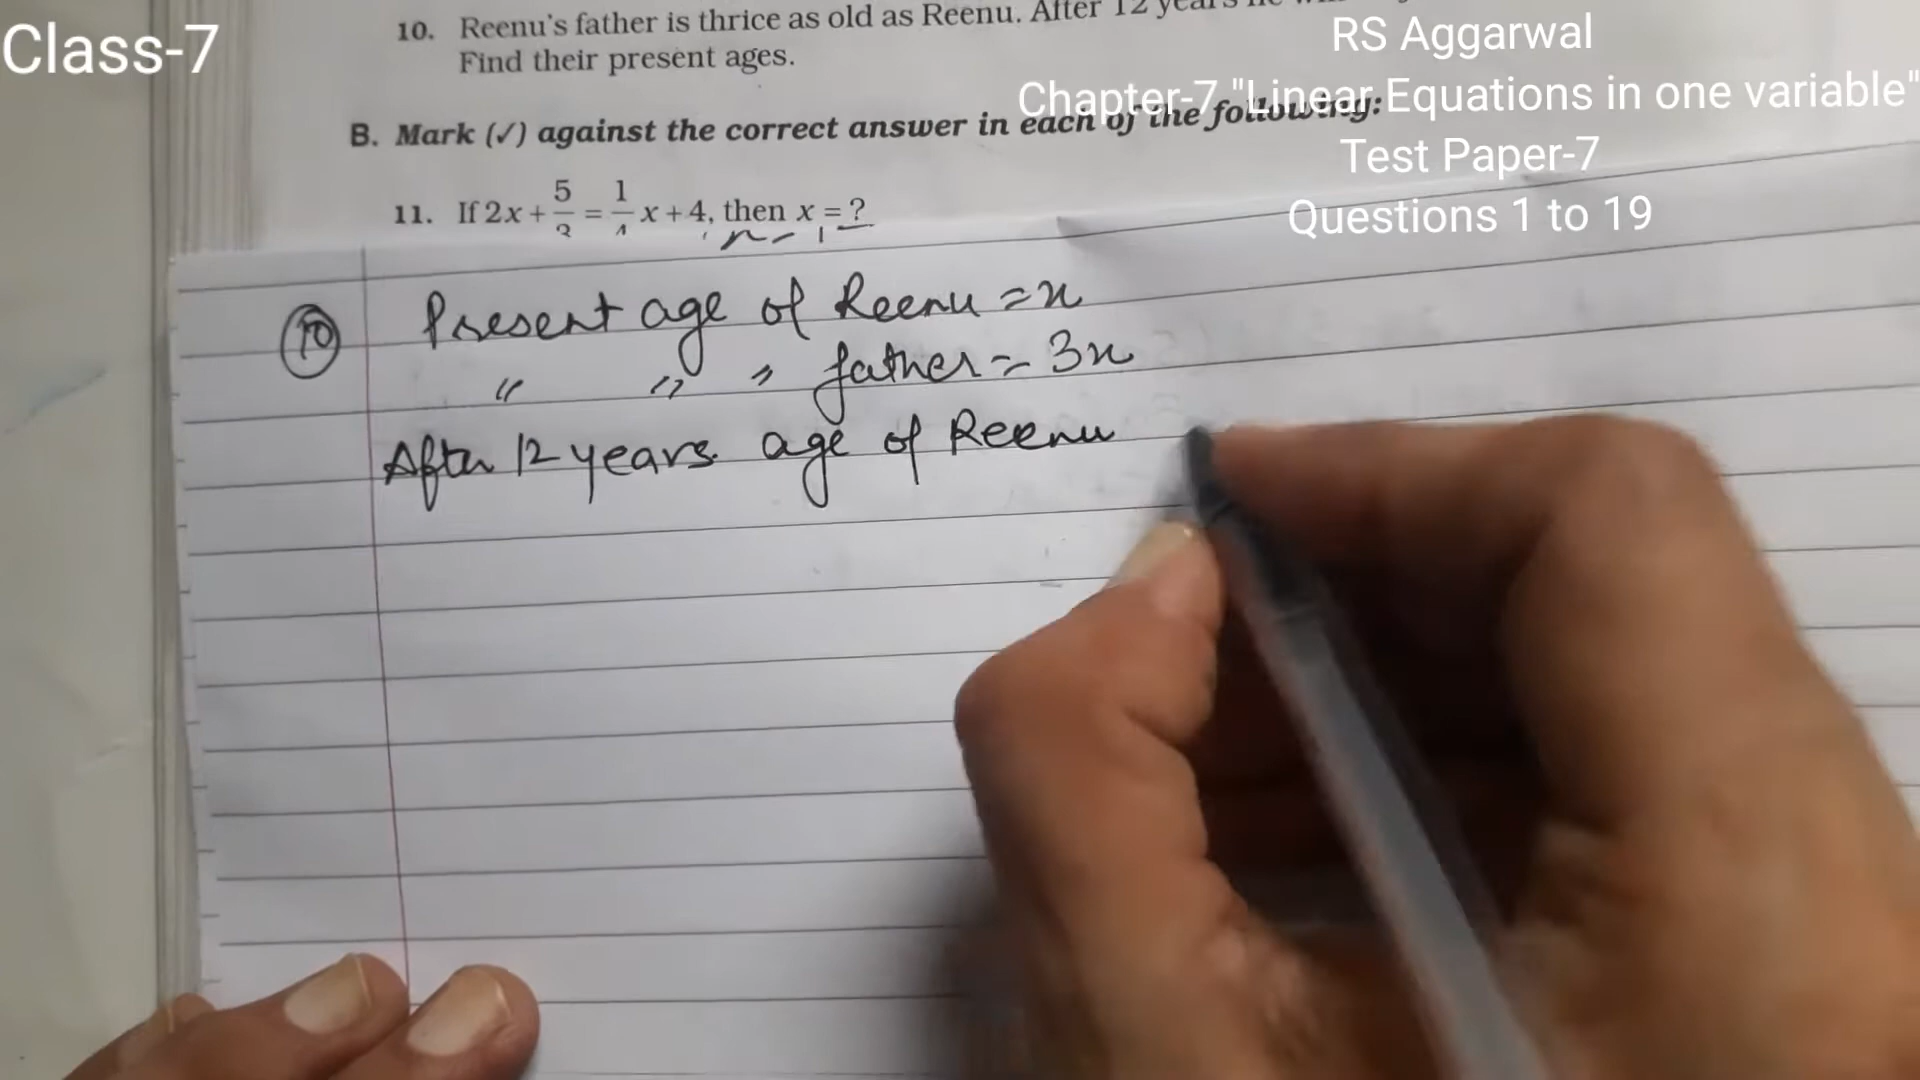 Class-7
10. Reenu's father is thrice as old as Reenu. After 12 years he
Find their present ages.
RS Aggarwal
Chapter-7 "Linear Equations in one variable"
Test Paper-7
Questions 1 to 19
B. Mark (✓) against the correct answer in each of the following:
11. If 2x + 5/3 = 1/4 x + 4, then x = ?
10 Present age of Reenu = x
" " " father = 3x
After 12 years age of Reenu